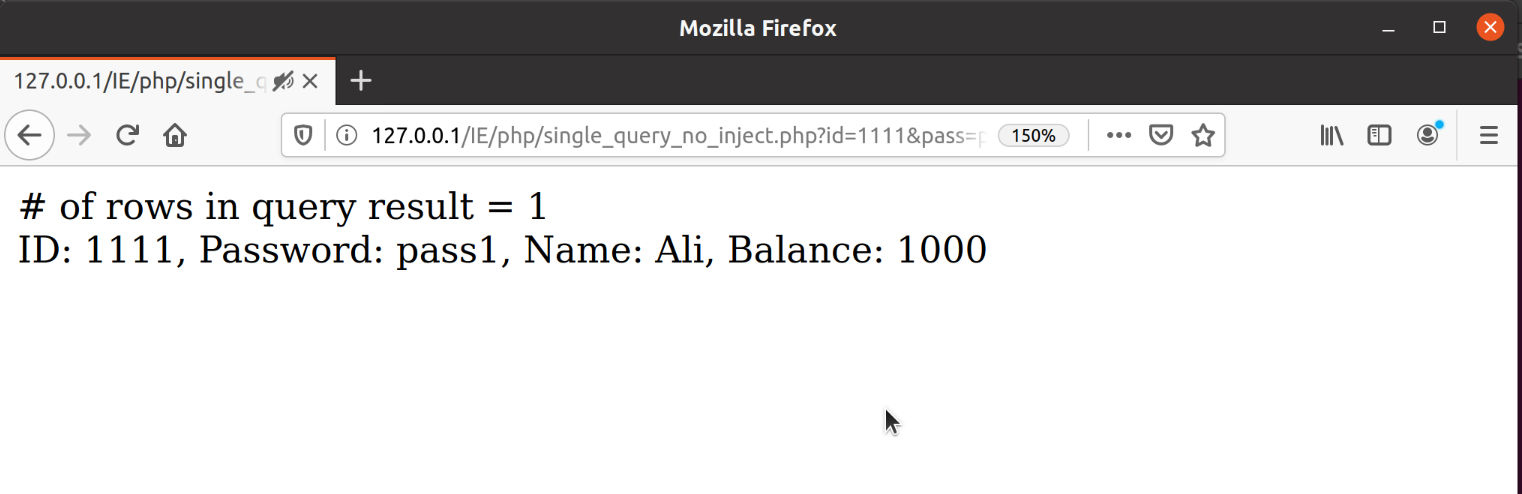 Mozilla Firefox
127.0.0.1/IE/php/single_q
127.0.0.1/IE/php/single_query_no_inject.php?id=1111&pass=p
150%
# of rows in query result = 1
ID: 1111, Password: pass1, Name: Ali, Balance: 1000